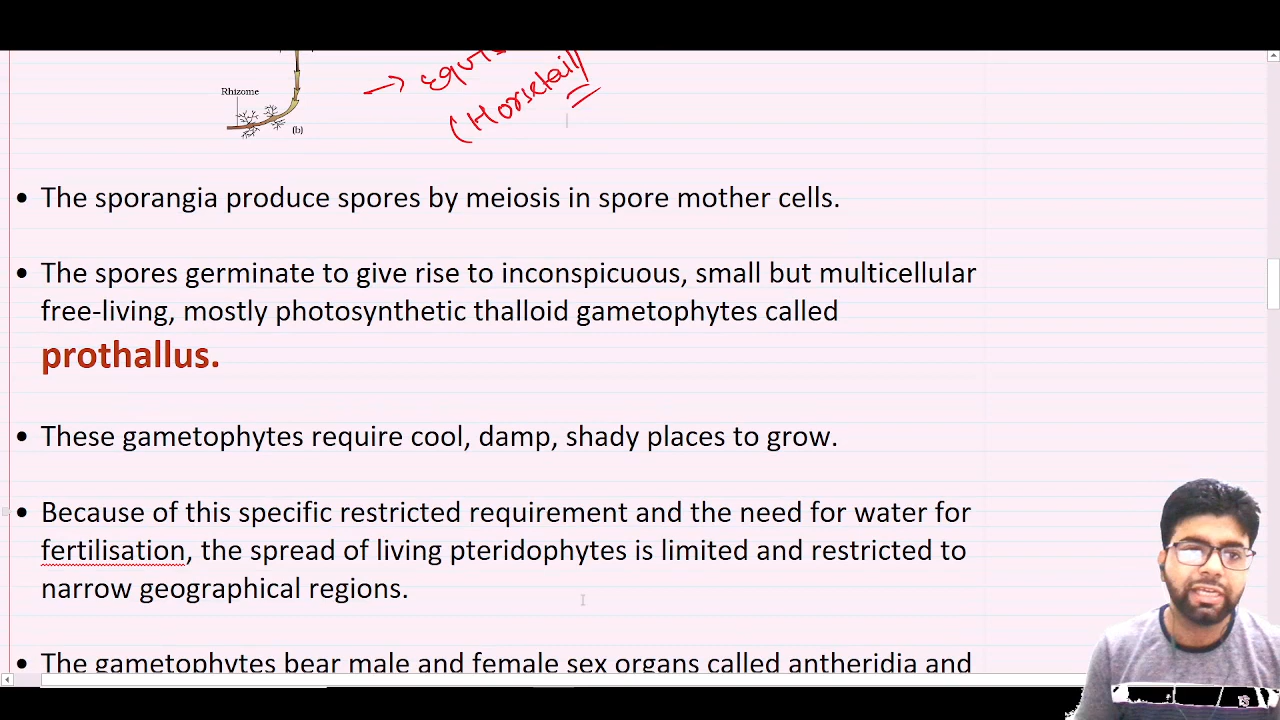 → Equis
(Horsetail)
Rhizome
(b)
• The sporangia produce spores by meiosis in spore mother cells.
• The spores germinate to give rise to inconspicuous, small but multicellular
free-living, mostly photosynthetic thalloid gametophytes called
prothallus.
• These gametophytes require cool, damp, shady places to grow.
• Because of this specific restricted requirement and the need for water for
fertilisation, the spread of living pteridophytes is limited and restricted to
narrow geographical regions.
• The gametophytes bear male and female sex organs called antheridia and